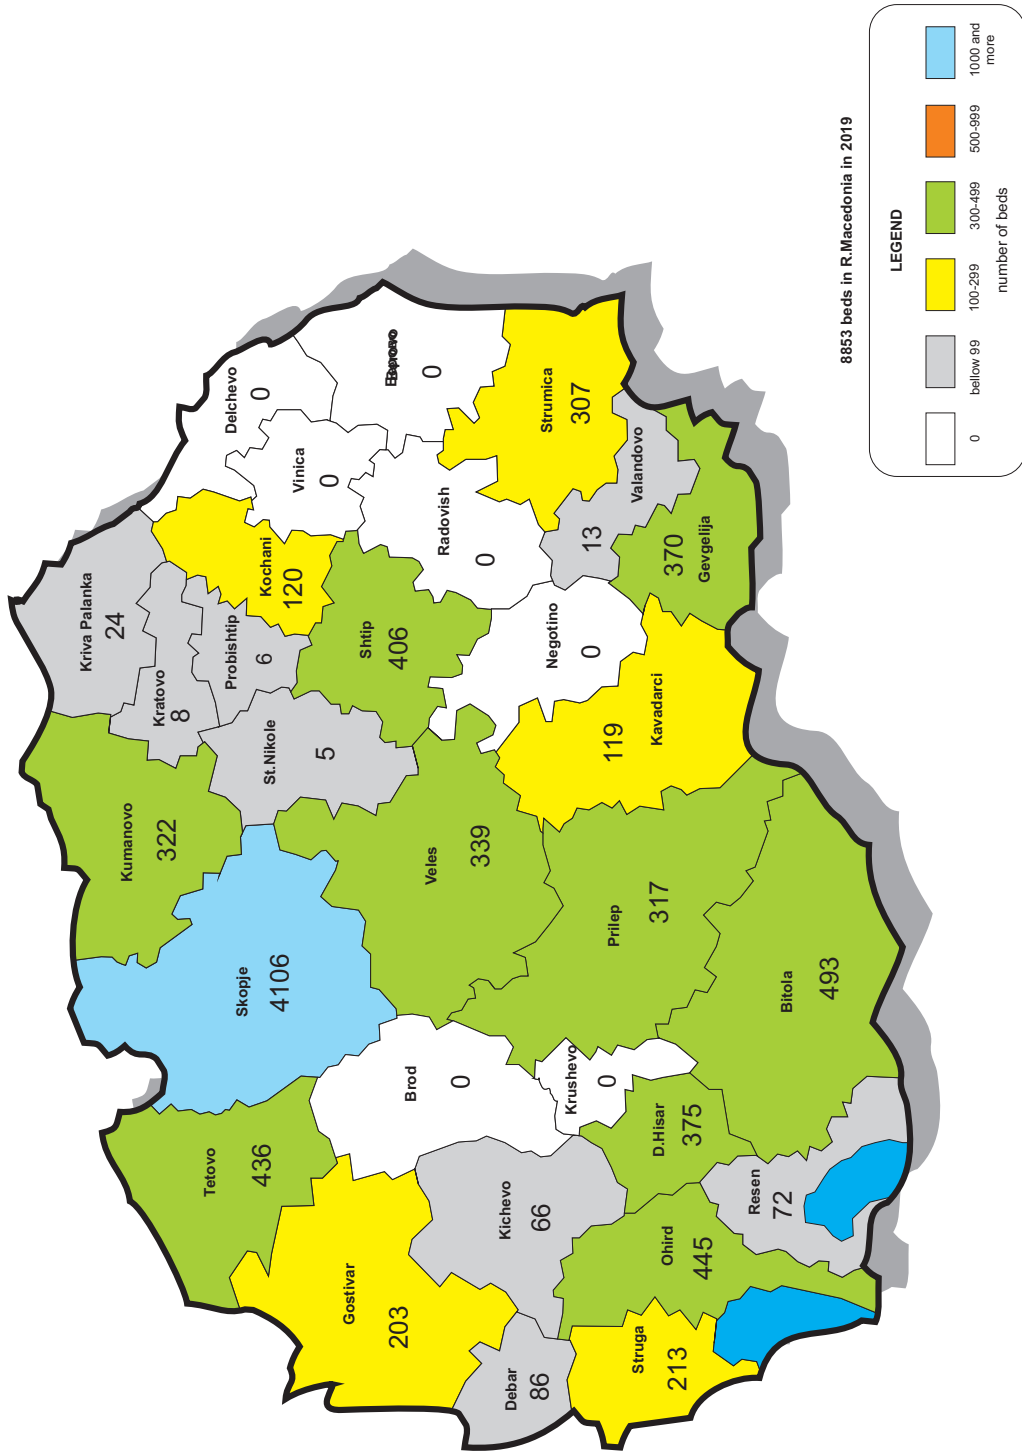 Tetovo
436
Skopje
4106
Kumanovo
322
Kriva Palanka
24
Kratovo
8
Probishtip
6
Kochani
120
Delchevo
0
Vinica
0
St.Nikole
5
Shtip
406
0
Radovish
0
Gostivar
203
Brod
0
Veles
339
Debar
86
Kichevo
66
Krushevo
0
Negotino
0
Strumica
307
Struga
213
Ohird
445
D.Hisar
375
Prilep
317
Kavadarci
119
13
Valandovo
370
Gevgelija
Resen
72
Bitola
493
8853 beds in R.Macedonia in 2019
LEGEND
0
bellow 99
100-299
300-499
500-999
1000 and
more
number of beds